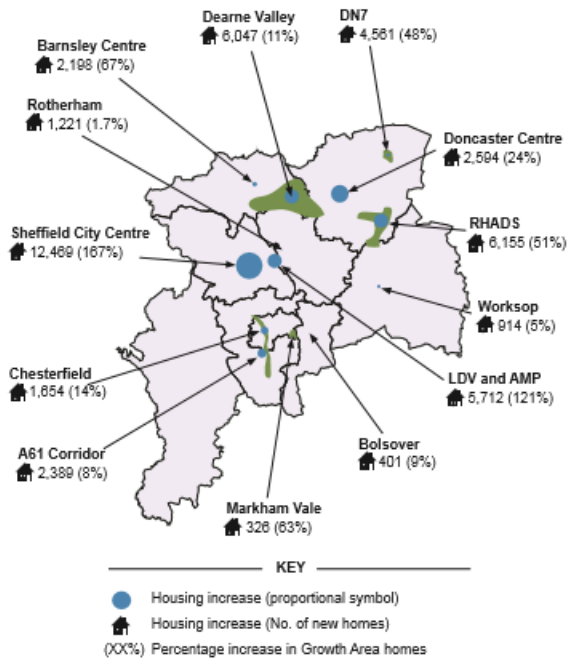 Dearne Valley
6,047 (11%)
DN7
4,561 (48%)
Barnsley Centre
2,198 (67%)
Rotherham
1,221 (1.7%)
Doncaster Centre
2,594 (24%)
Sheffield City Centre
12,469 (167%)
RHADS
6,155 (51%)
Worksop
914 (5%)
Chesterfield
1,654 (14%)
LDV and AMP
5,712 (121%)
A61 Corridor
2,389 (8%)
Bolsover
401 (9%)
Markham Vale
326 (63%)
KEY
Housing increase (proportional symbol)
Housing increase (No. of new homes)
(XX%) Percentage increase in Growth Area homes